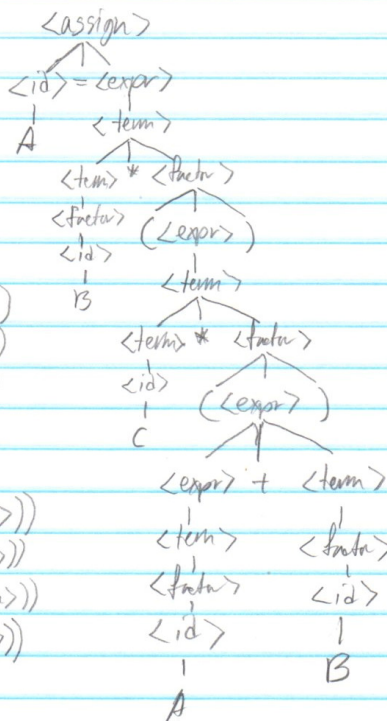 <assign>
<id> = <expr>
A <term>
<term> * <factor>
<factor> (<expr>)
<id> <term>
B
)
) <term> * <factor>
<id> (<expr>)
C
<expr> + <term>
>))
<term> <factor>
>))
<factor> <id>
>))
<id> B
>))
A